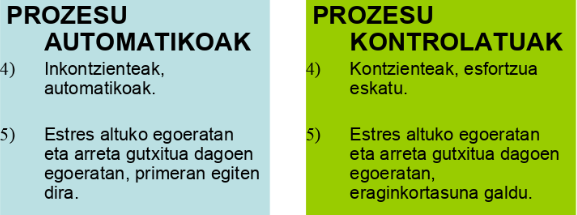 PROZESU
AUTOMATIKOAK
4) Inkontzienteak,
automatikoak.
5) Estres altuko egoeratan
eta arreta gutxitua dagoen
egoeratan, primeran egiten
dira.
PROZESU
KONTROLATUAK
4) Kontzienteak, esfortzua
eskatu.
5) Estres altuko egoeratan
eta arreta gutxitua dagoen
egoeratan,
eraginkortasuna galdu.